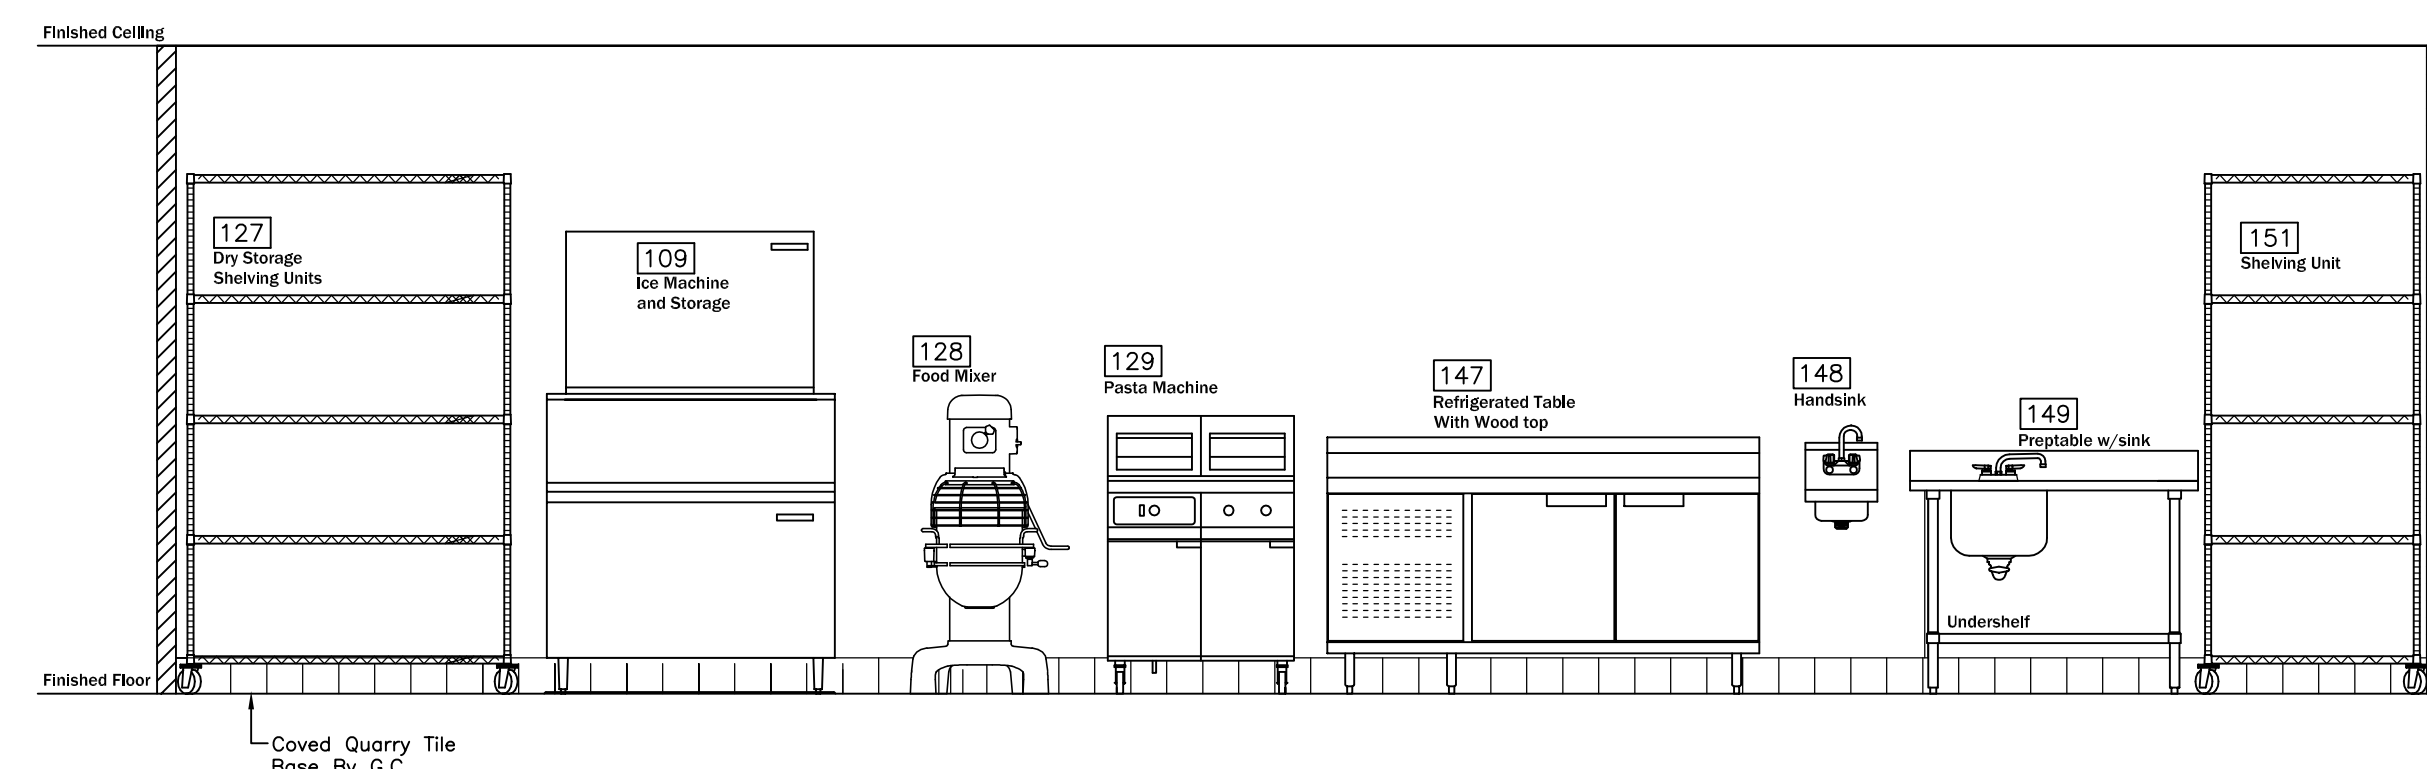 Finished Ceiling
127
Dry Storage
Shelving Units
109
Ice Machine
and Storage
128
Food Mixer
129
Pasta Machine
147
Refrigerated Table
With Wood top
148
Handsink
149
Preptable w/sink
Undershelf
151
Shelving Unit
Finished Floor
Coved Quarry Tile
Base By G.C.